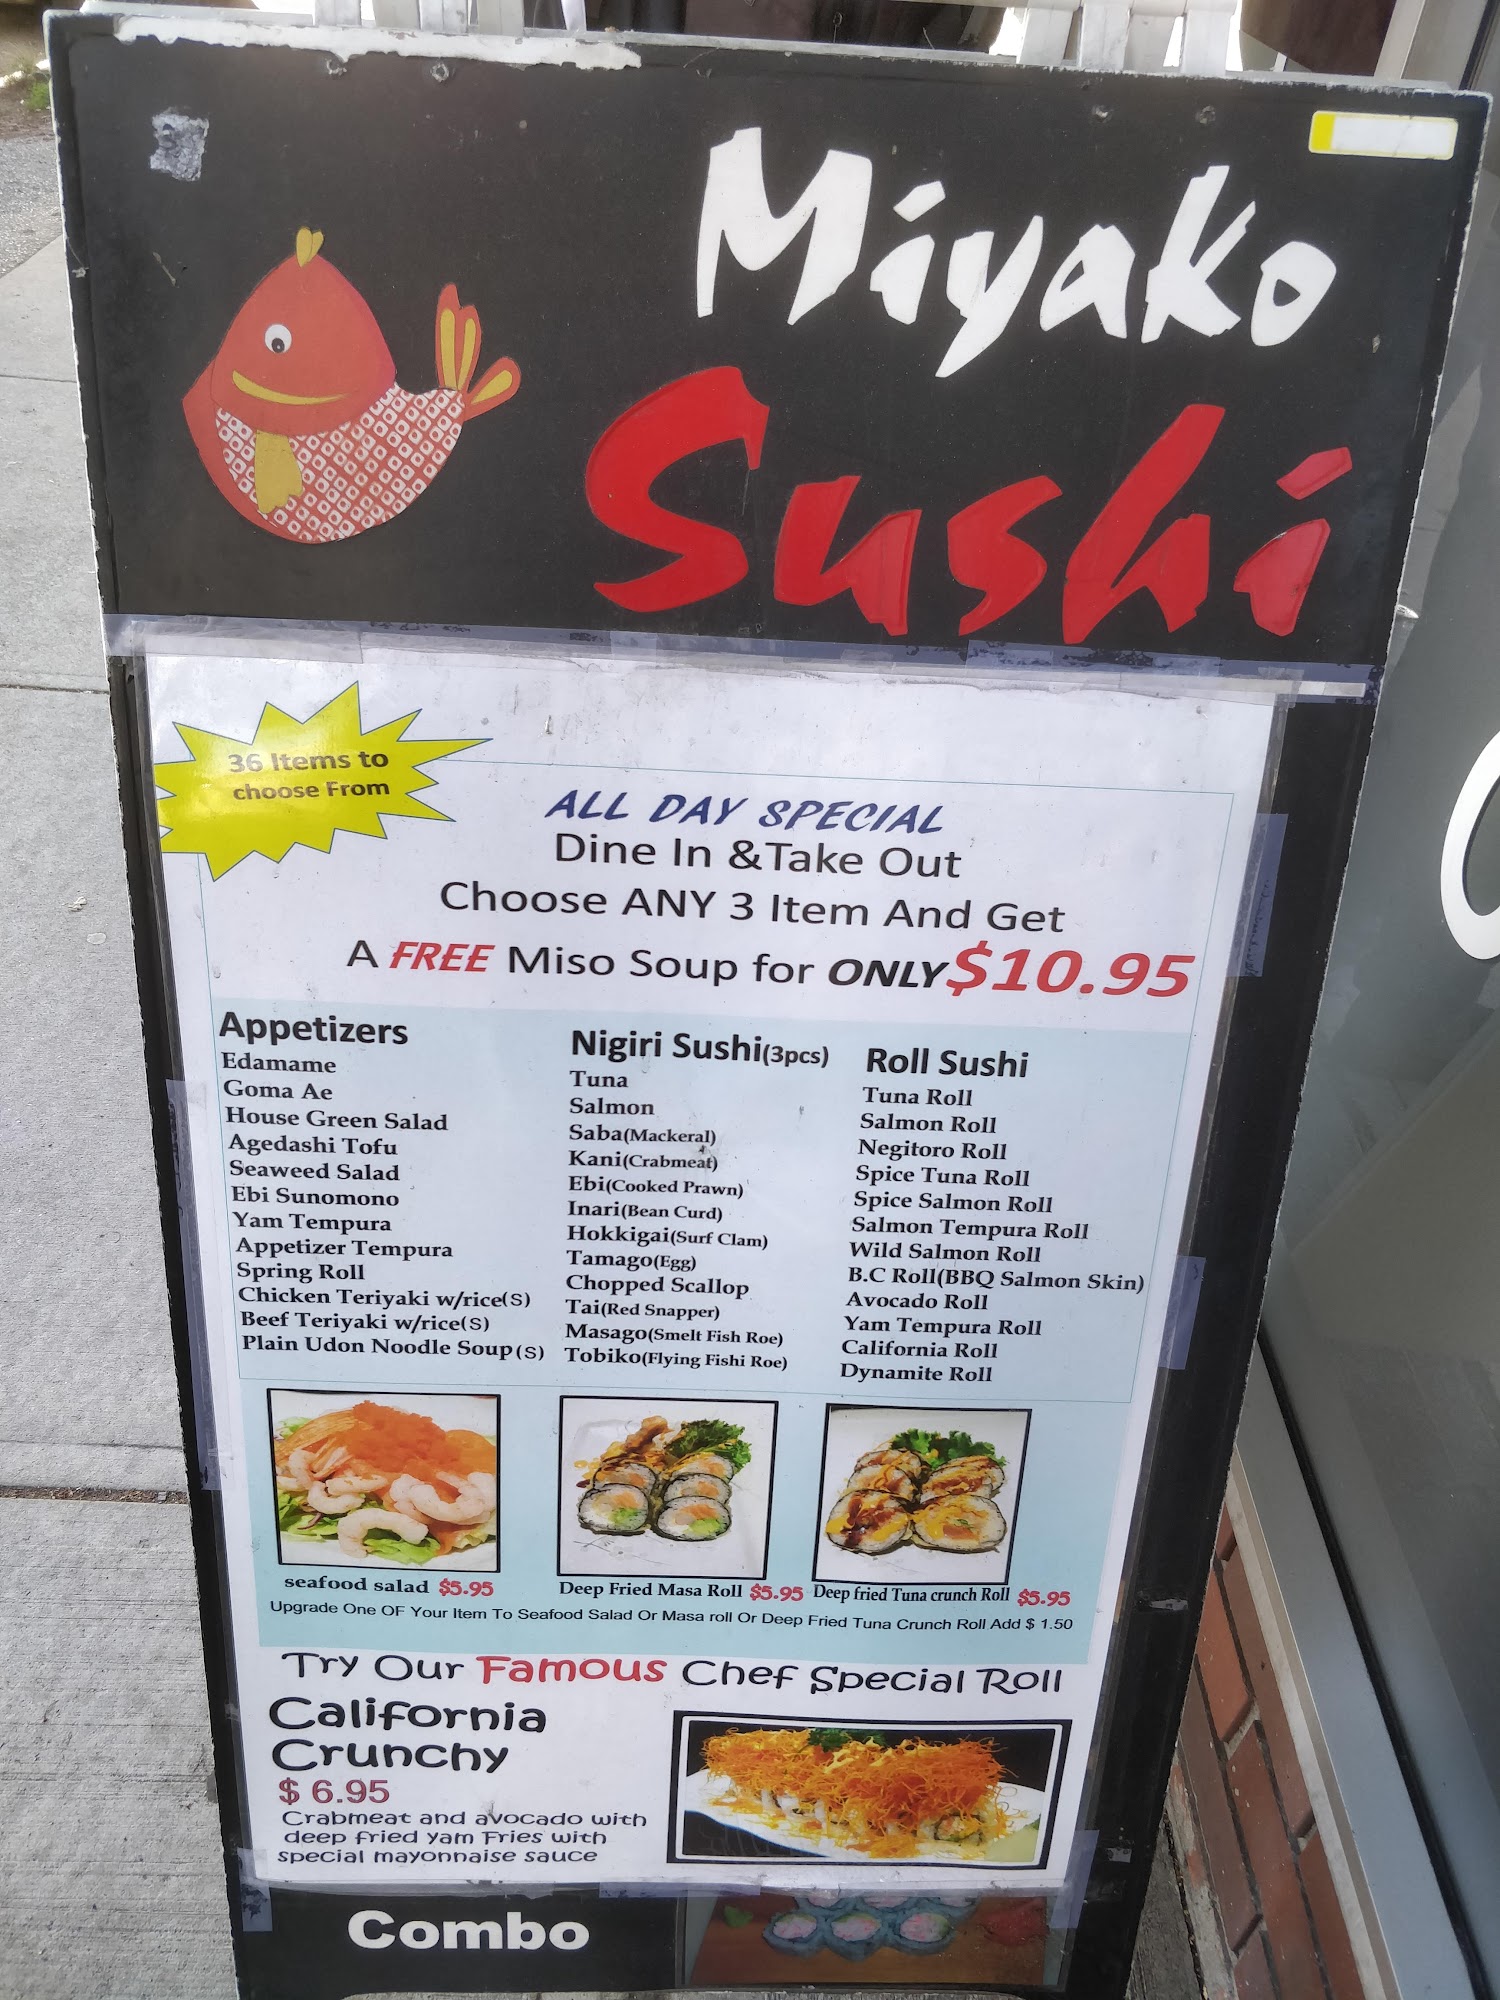 Miyako
Sushi
36 Items to
choose From
ALL DAY SPECIAL
Dine In &Take Out
Choose ANY 3 Item And Get
A FREE Miso Soup for ONLY $10.95
Appetizers
Edamame
Goma Ae
House Green Salad
Agedashi Tofu
Seaweed Salad
Ebi Sunomono
Yam Tempura
Appetizer Tempura
Spring Roll
Chicken Teriyaki w/rice(S)
Beef Teriyaki w/rice(S)
Plain Udon Noodle Soup(S)
Nigiri Sushi(3pcs)
Tuna
Salmon
Saba(Mackeral)
Kani(Crabmeat)
Ebi(Cooked Prawn)
Inari(Bean Curd)
Hokkigai(Surf Clam)
Tamago(Egg)
Chopped Scallop
Tai(Red Snapper)
Masago(Smelt Fish Roe)
Tobiko(Flying Fishi Roe)
Roll Sushi
Tuna Roll
Salmon Roll
Negitoro Roll
Spice Tuna Roll
Spice Salmon Roll
Salmon Tempura Roll
Wild Salmon Roll
B.C Roll(BBQ Salmon Skin)
Avocado Roll
Yam Tempura Roll
California Roll
Dynamite Roll
seafood salad $5.95
Deep Fried Masa Roll $5.95
Deep fried Tuna crunch Roll $5.95
Upgrade One OF Your Item To Seafood Salad Or Masa roll Or Deep Fried Tuna Crunch Roll Add $ 1.50
Try Our Famous Chef Special Roll
California
Crunchy
$ 6.95
Crabmeat and avocado with
deep fried yam Fries with
special mayonnaise sauce
Combo